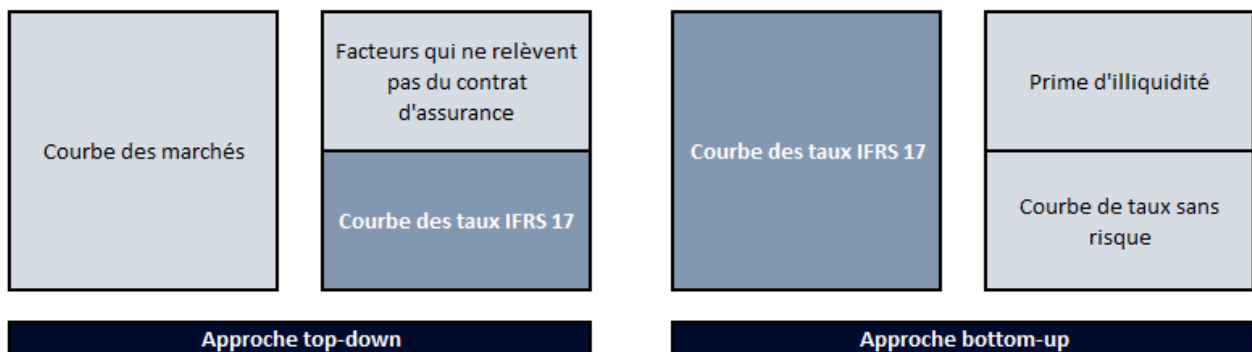 Courbe des marchés
Facteurs qui ne relèvent
pas du contrat
d'assurance
Courbe des taux IFRS 17
Courbe des taux IFRS 17
Prime d'illiquidité
Courbe de taux sans
risque
Approche top-down
Approche bottom-up